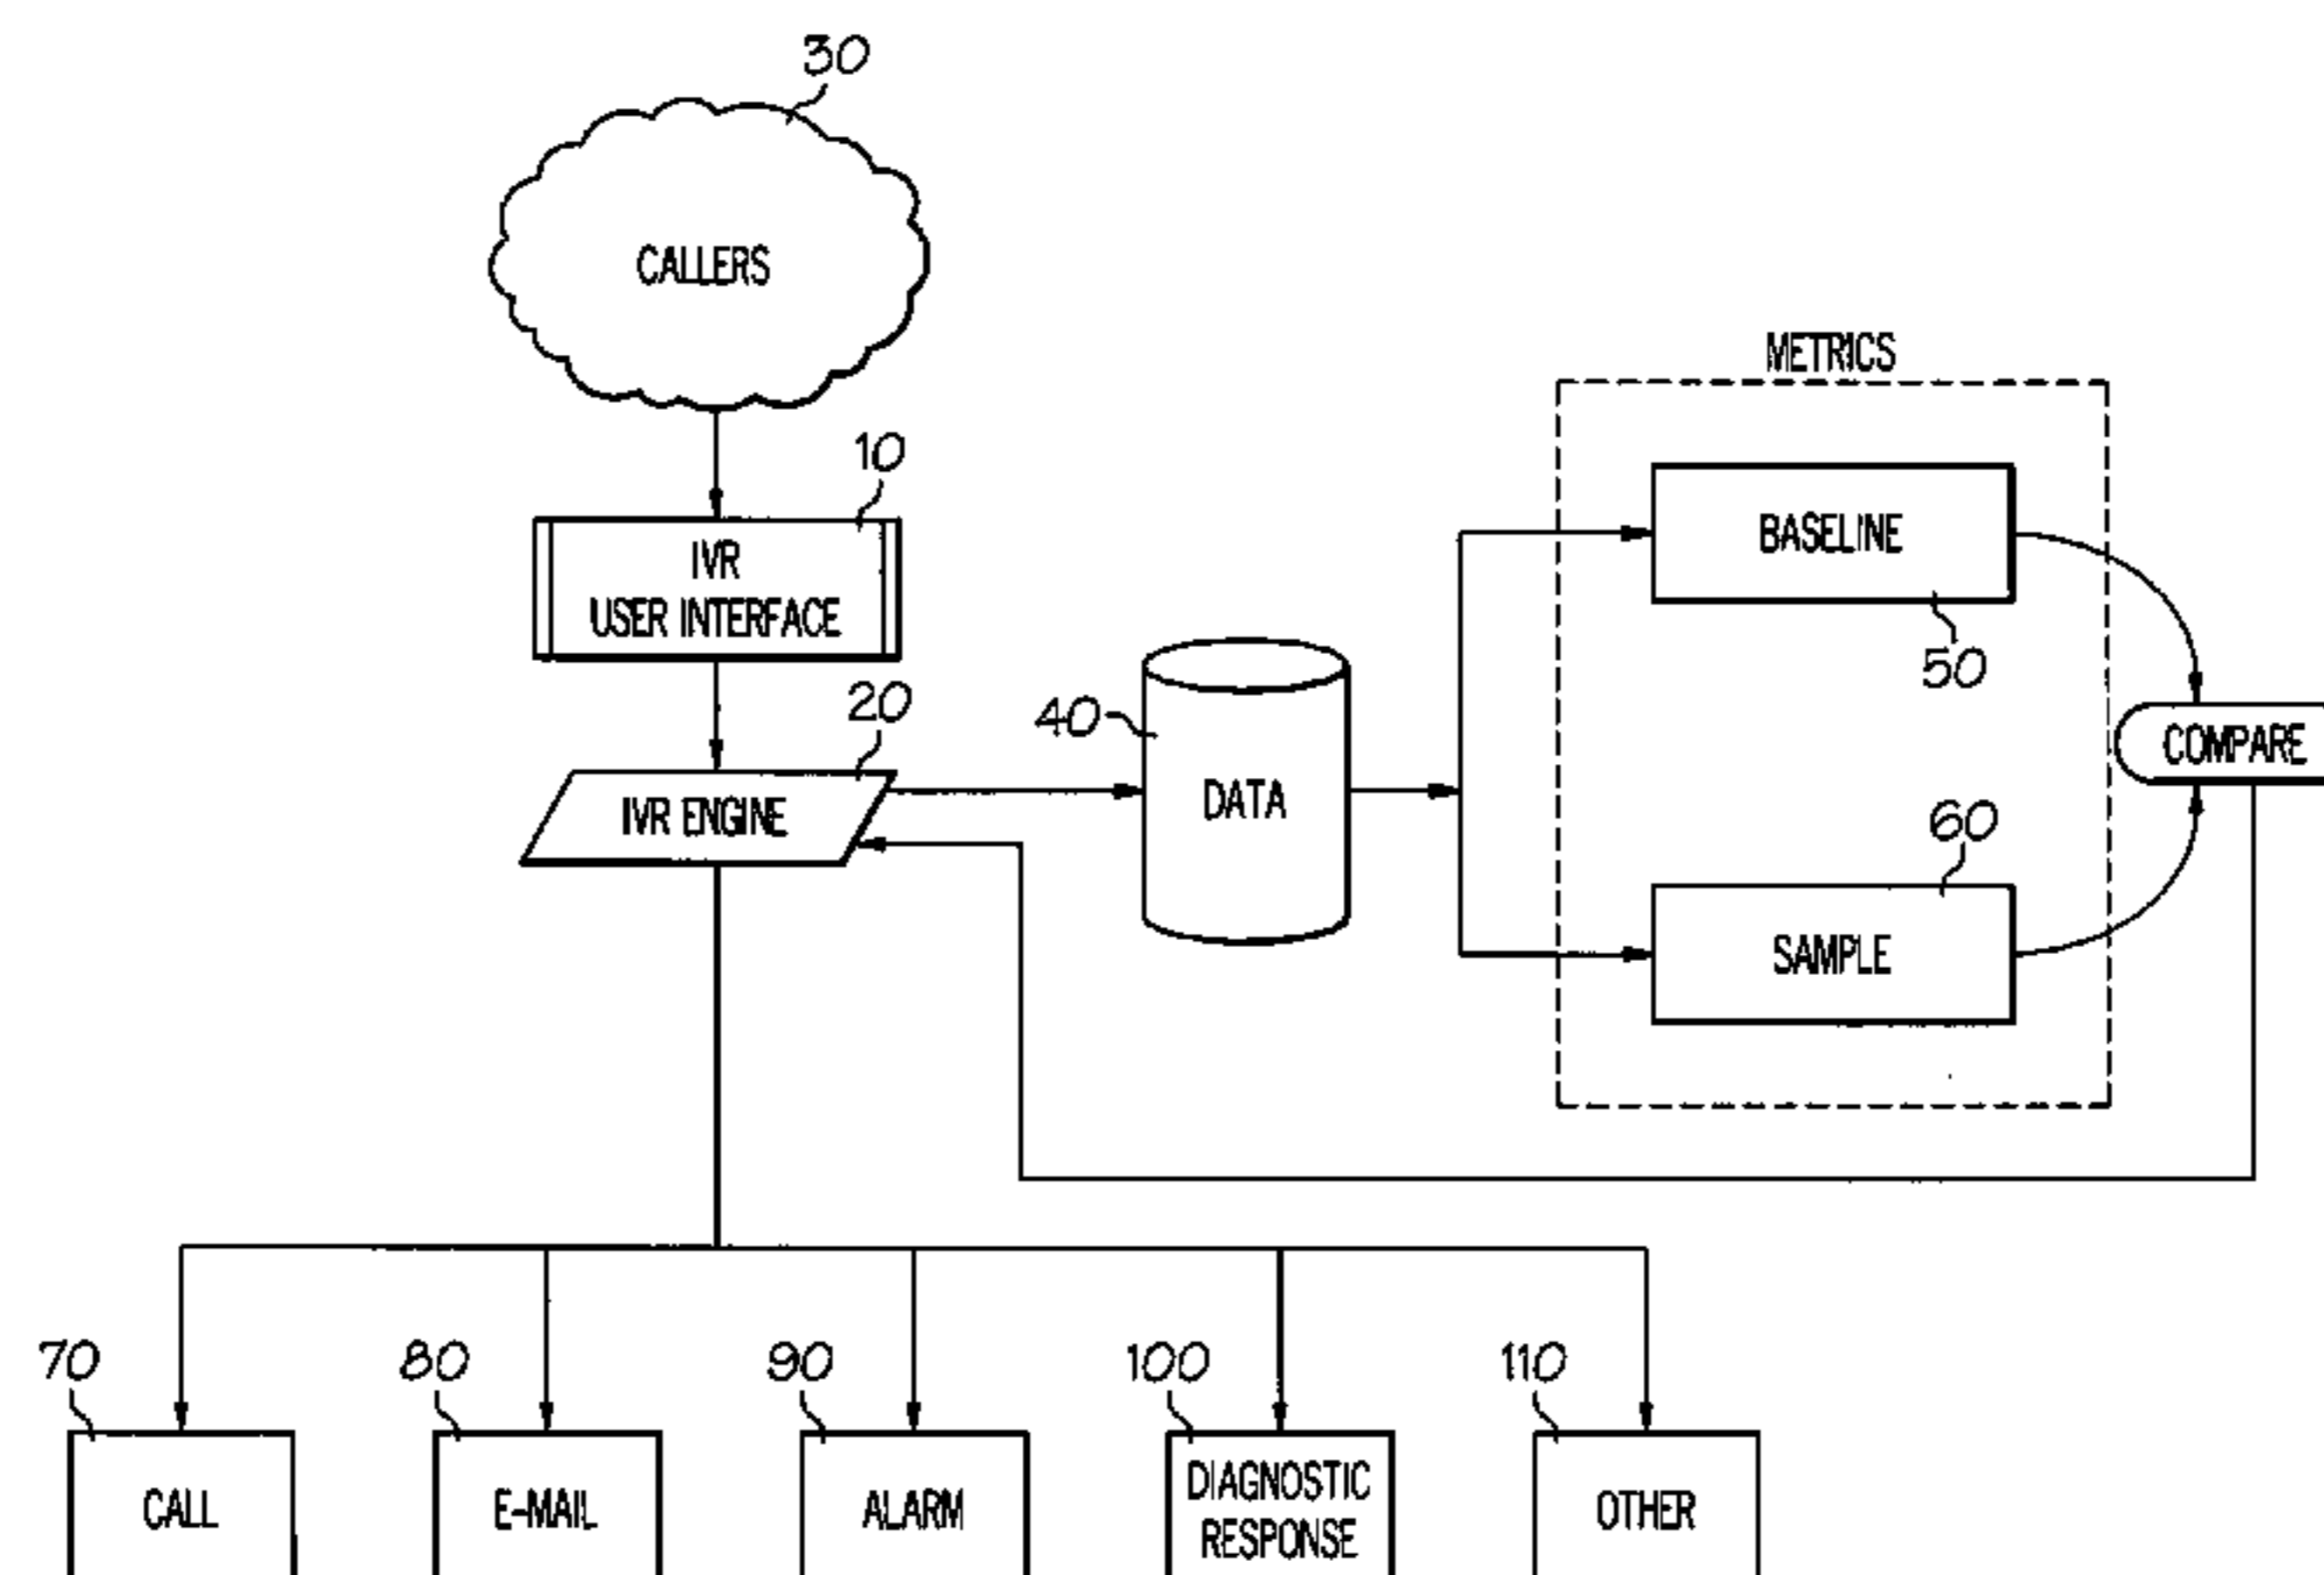 30
CALLERS
METRICS
10
IVR
USER INTERFACE
BASELINE
50
20
40
COMPARE
IVR ENGINE
DATA
60
SAMPLE
70
80
90
100
110
CALL
E-MAIL
ALARM
DIAGNOSTIC
RESPONSE
OTHER